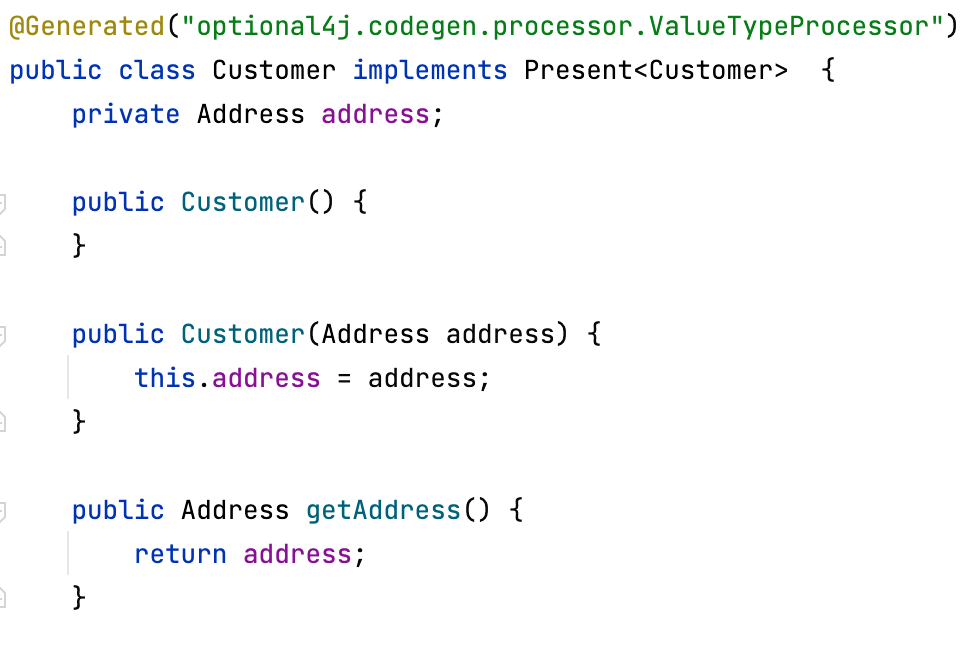 @Generated("optional4j.codegen.processor.ValueTypeProcessor")
public class Customer implements Present<Customer>  {
    private Address address;

    public Customer() {
    }

    public Customer(Address address) {
        this.address = address;
    }

    public Address getAddress() {
        return address;
    }